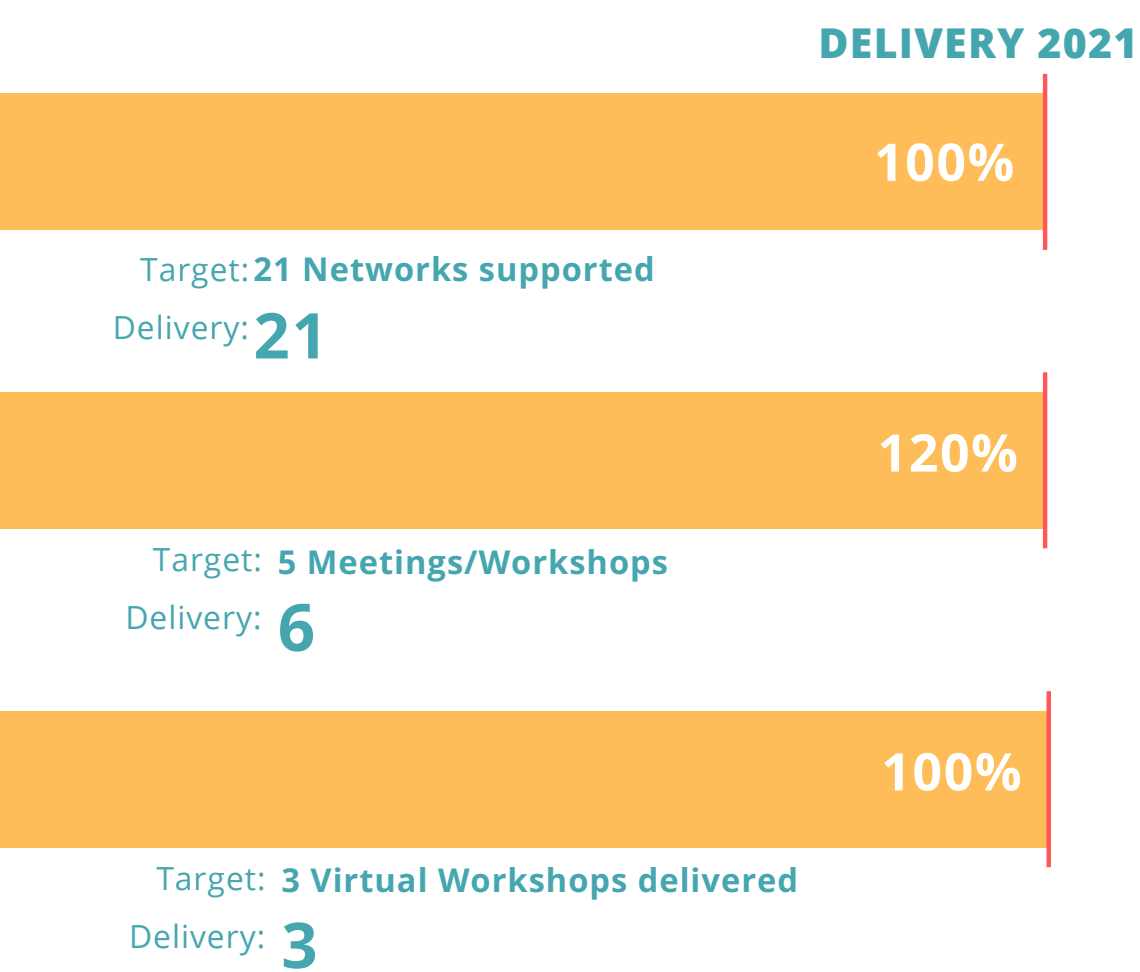 DELIVERY 2021
100%
Target: 21 Networks supported
Delivery: 21
120%
Target: 5 Meetings/Workshops
Delivery: 6
100%
Target: 3 Virtual Workshops delivered
Delivery: 3